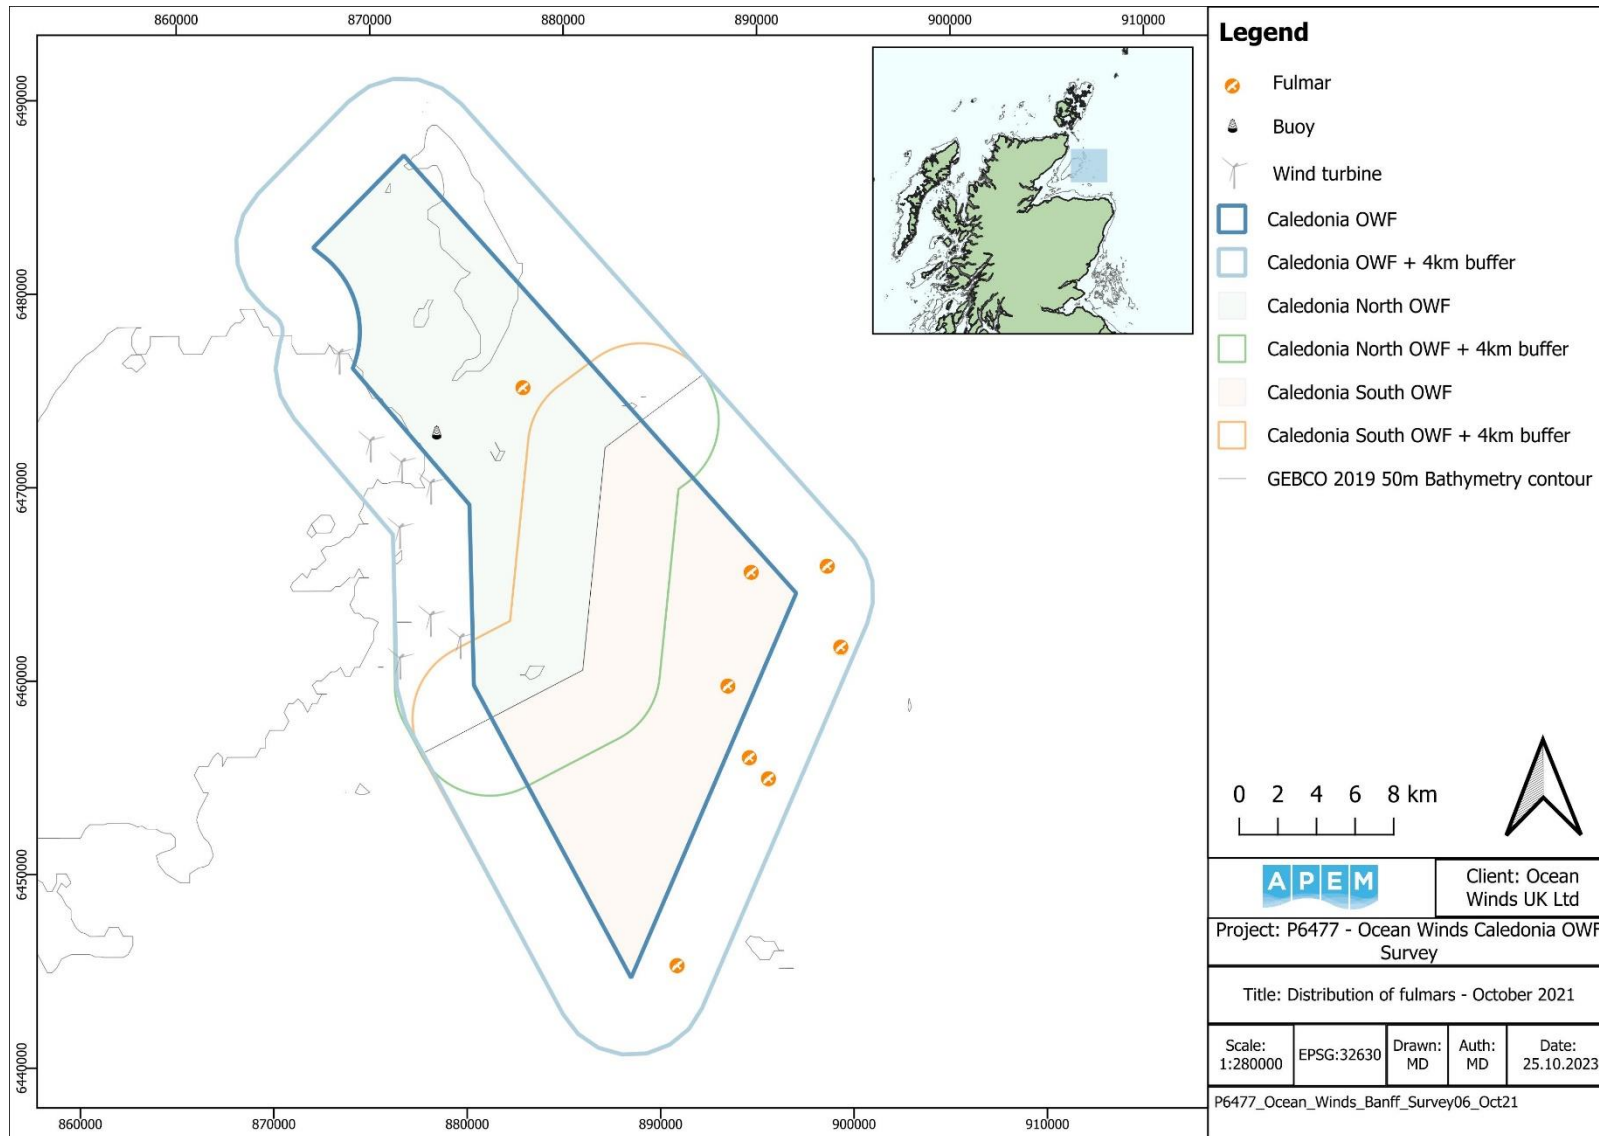 860000 870000 880000 890000 900000 910000
6490000
6480000
6470000
6460000
6450000
6440000
860000 870000 880000 890000 900000 910000
Legend
Fulmar
Buoy
Wind turbine
Caledonia OWF
Caledonia OWF + 4km buffer
Caledonia North OWF
Caledonia North OWF + 4km buffer
Caledonia South OWF
Caledonia South OWF + 4km buffer
GEBCO 2019 50m Bathymetry contour
0 2 4 6 8 km
APEM
Client: Ocean
Winds UK Ltd
Project: P6477 - Ocean Winds Caledonia OWF
Survey
Title: Distribution of fulmars - October 2021
Scale:
1:280000
EPSG:32630
Drawn:
MD
Auth:
MD
Date:
25.10.2023
P6477_Ocean_Winds_Banff_Survey06_Oct21